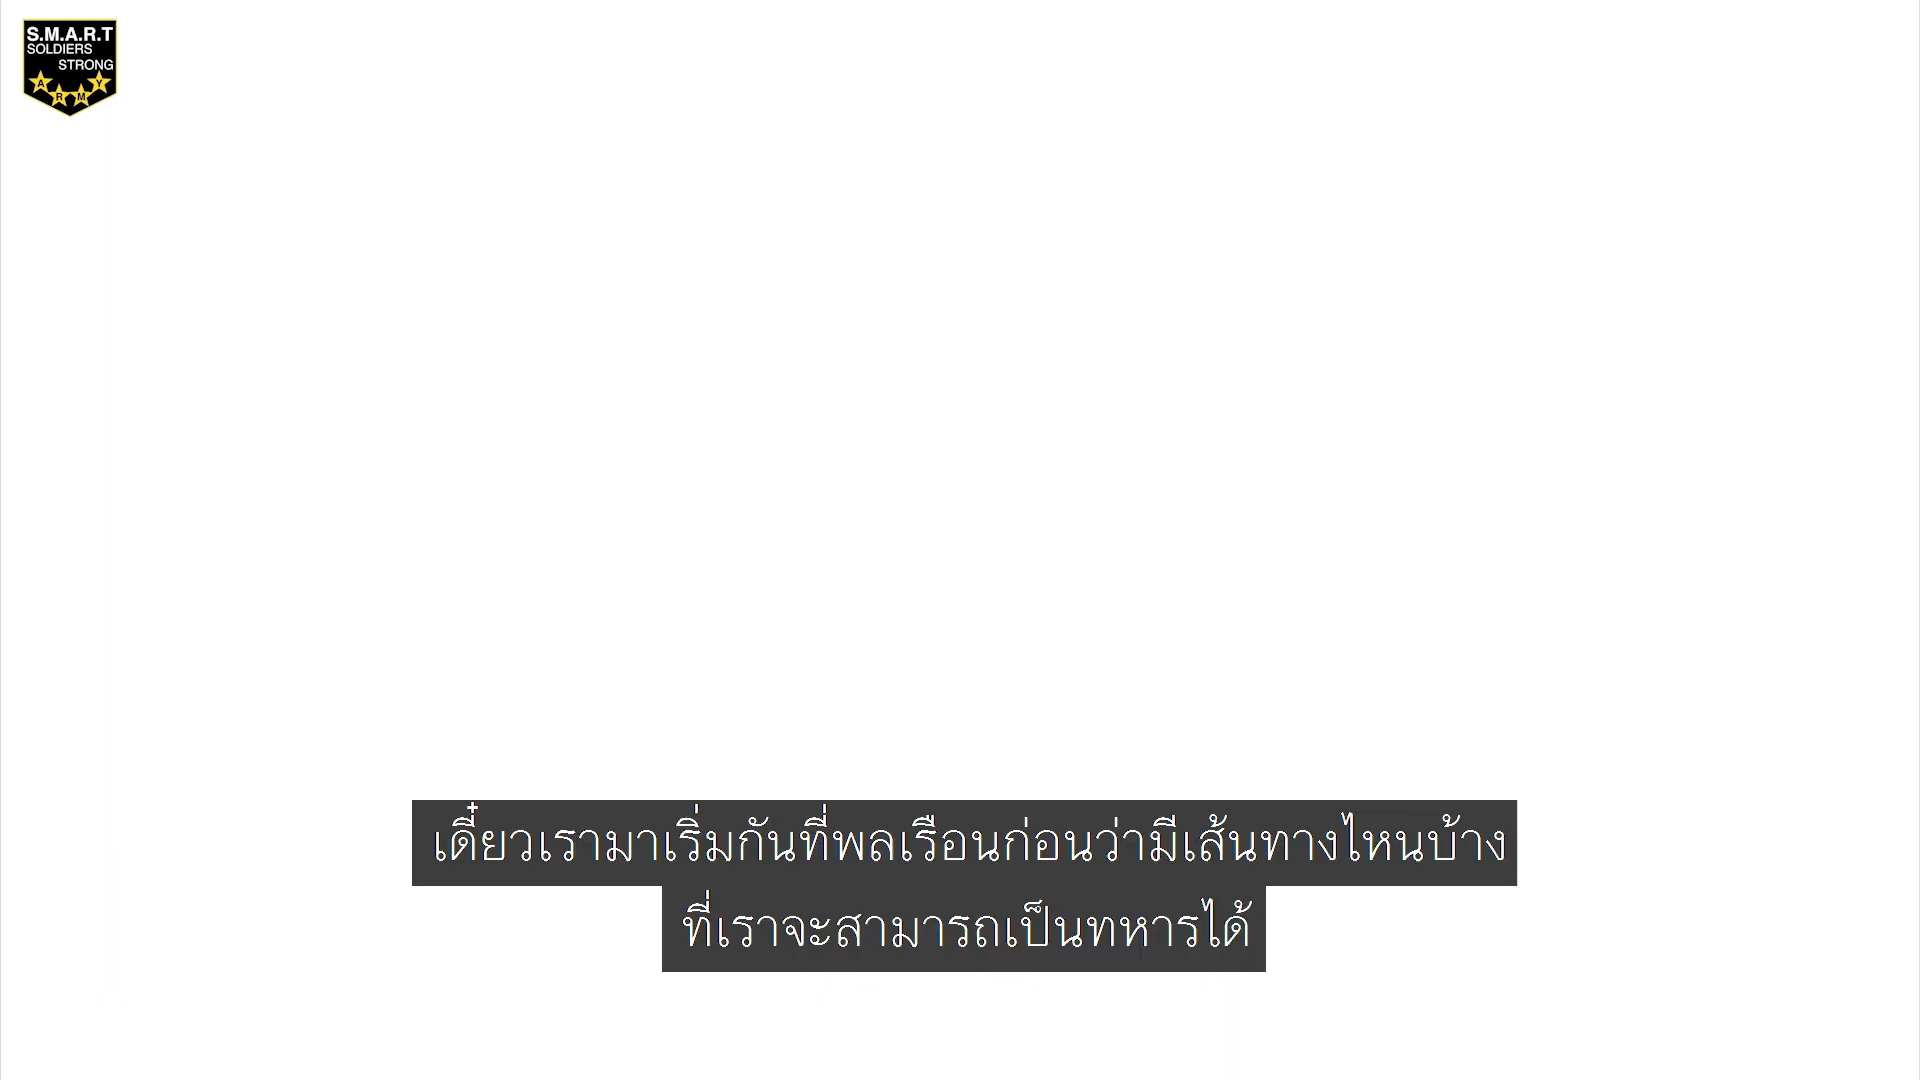 S.M.A.R.T
SOLDIERS
STRONG
ARMY
เดี๋ยวเรามาเริ่มกันที่พลเรือนก่อนว่ามีเส้นทางไหนบ้าง
ที่เราจะสามารถเป็นทหารได้